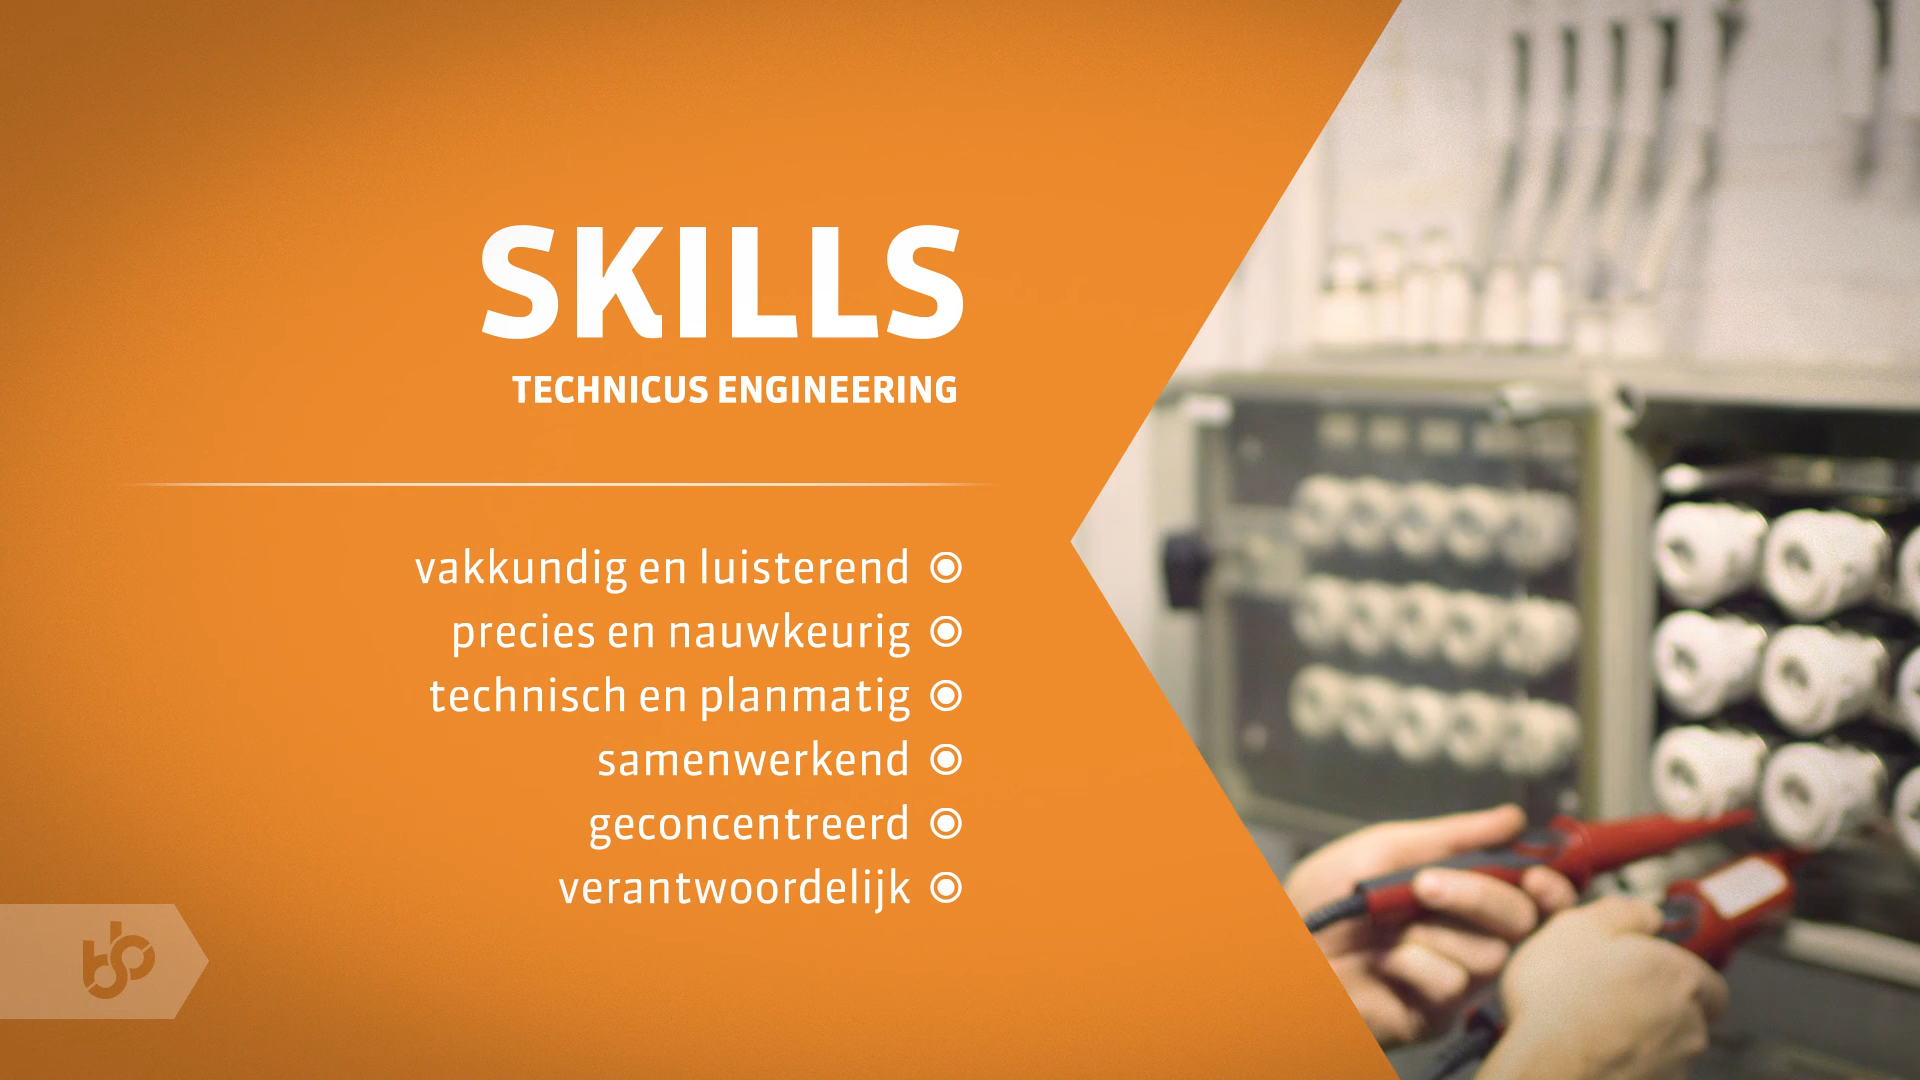 SKILLS
TECHNICUS ENGINEERING
vakkundig en luisterend
precies en nauwkeurig
technisch en planmatig
samenwerkend
geconcentreerd
verantwoordelijk